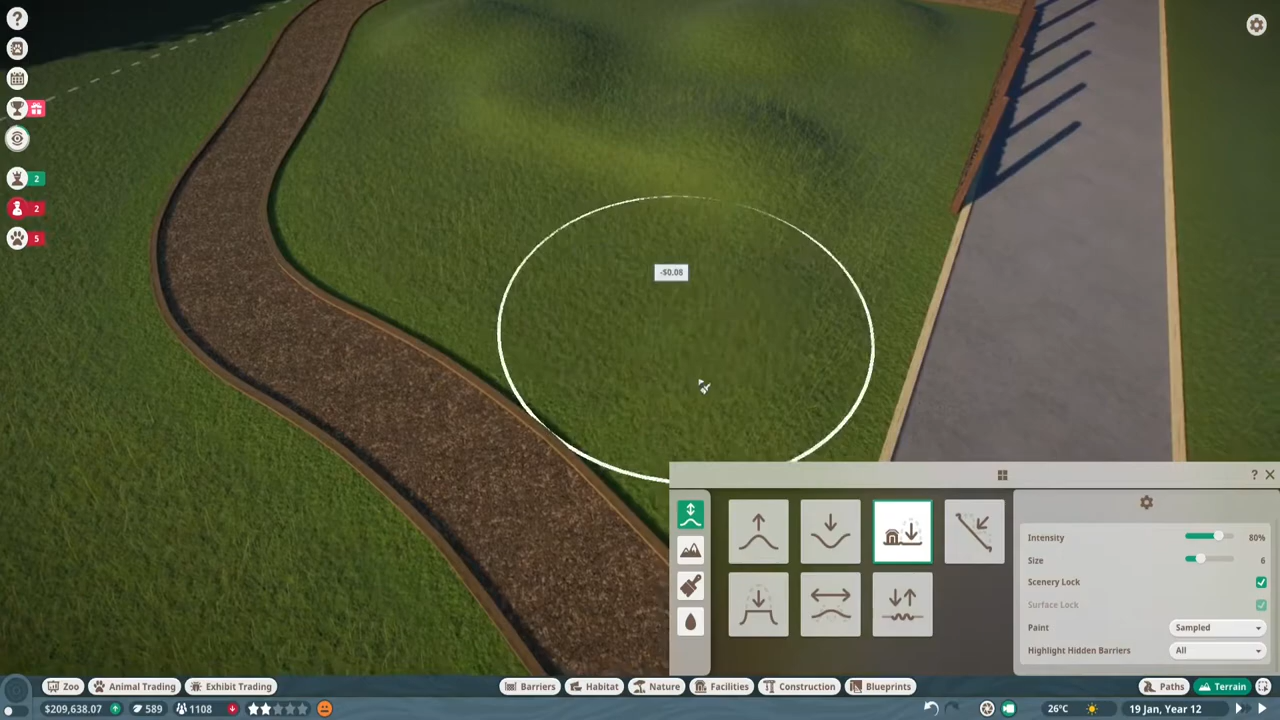 ?
2
2
5
-$0.08
?
Intensity 80%
Size 6
Scenery Lock
Surface Lock
Paint Sampled
Highlight Hidden Barriers All
Zoo Animal Trading Exhibit Trading Barriers Habitat Nature Facilities Construction Blueprints Paths Terrain
$209,638.07 589 1108 26°C 19 Jan, Year 12